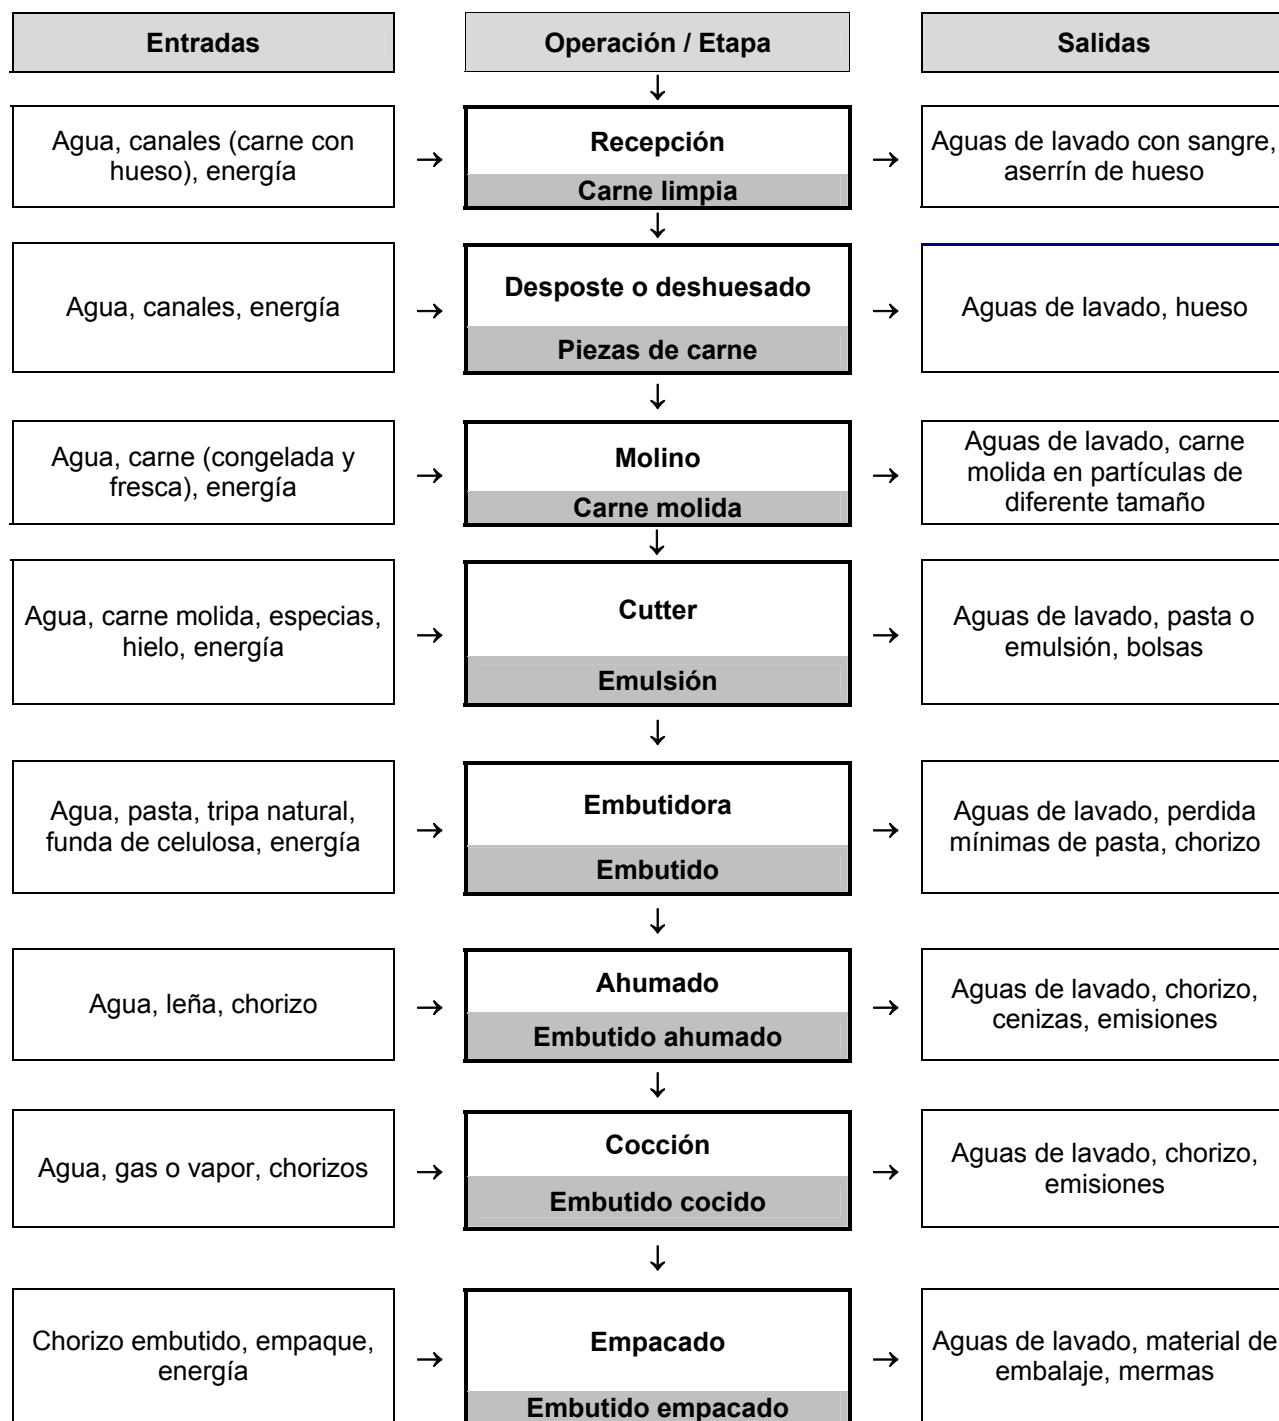 Entradas
Operación / Etapa
Salidas
↓
Agua, canales (carne con
hueso), energía
→
Recepción
Carne limpia
→
Aguas de lavado con sangre,
aserrín de hueso
↓
Agua, canales, energía
→
Desposte o deshuesado
Piezas de carne
→
Aguas de lavado, hueso
↓
Agua, carne (congelada y
fresca), energía
→
Molino
Carne molida
→
Aguas de lavado, carne
molida en partículas de
diferente tamaño
↓
Agua, carne molida, especias,
hielo, energía
→
Cutter
Emulsión
→
Aguas de lavado, pasta o
emulsión, bolsas
↓
Agua, pasta, tripa natural,
funda de celulosa, energía
→
Embutidora
Embutido
→
Aguas de lavado, perdida
mínimas de pasta, chorizo
↓
Agua, leña, chorizo
→
Ahumado
Embutido ahumado
→
Aguas de lavado, chorizo,
cenizas, emisiones
↓
Agua, gas o vapor, chorizos
→
Cocción
Embutido cocido
→
Aguas de lavado, chorizo,
emisiones
↓
Chorizo embutido, empaque,
energía
→
Empacado
Embutido empacado
→
Aguas de lavado, material de
embalaje, mermas